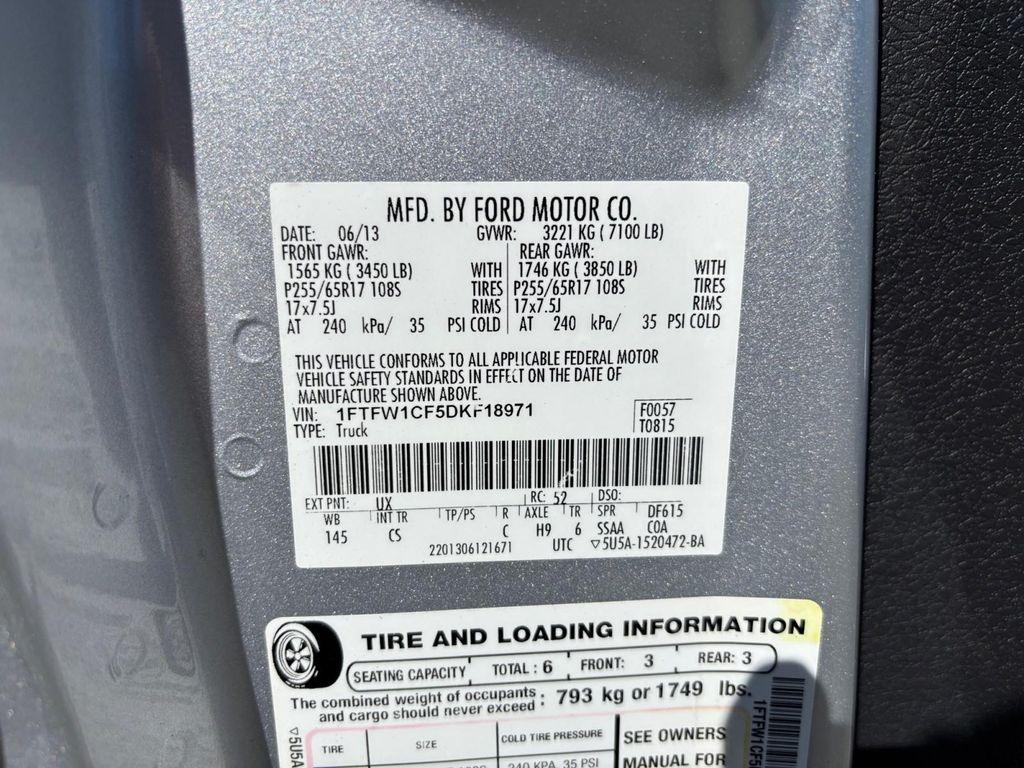 MFD. BY FORD MOTOR CO.
DATE: 06/13 GVWR: 3221 KG ( 7100 LB)
FRONT GAWR: REAR GAWR:
1565 KG ( 3450 LB) WITH 1746 KG ( 3850 LB) WITH
P255/65R17 108S TIRES P255/65R17 108S TIRES
17x7.5J RIMS 17x7.5J RIMS
AT 240 kPa/ 35 PSI COLD AT 240 kPa/ 35 PSI COLD
THIS VEHICLE CONFORMS TO ALL APPLICABLE FEDERAL MOTOR
VEHICLE SAFETY STANDARDS IN EFFECT ON THE DATE OF
MANUFACTURE SHOWN ABOVE.
VIN: 1FTFW1CF5DKF18971 F0057
TYPE: Truck T0815
EXT PNT: UX RC: 52 DSO:
WB INT TR TP/PS R AXLE TR SPR DF615
145 CS C H9 6 SSAA COA
2201306121671 UTC ▽5U5A-1520472-BA
TIRE AND LOADING INFORMATION
SEATING CAPACITY TOTAL : 6 FRONT: 3 REAR: 3
The combined weight of occupants : 793 kg or 1749 lbs.
and cargo should never exceed
TIRE SIZE COLD TIRE PRESSURE SEE OWNERS
240 KPA, 35 PSI MANUAL FOR
▽5U5A
1FTFW1CF5